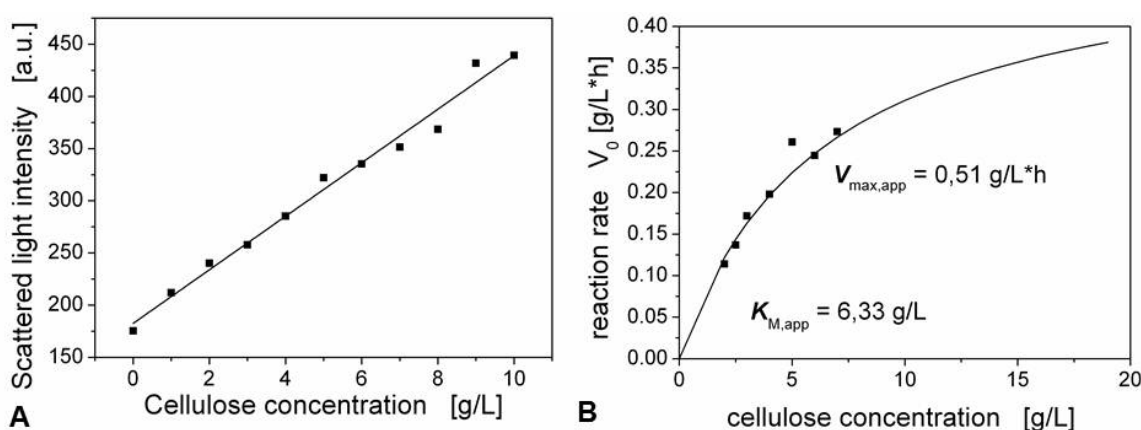 Scattered light intensity [a.u.]
450
400
350
300
250
200
150
0 2 4 6 8 10
Cellulose concentration [g/L]
A
reaction rate V0 [g/L*h]
0.40
0.35
0.30
0.25
0.20
0.15
0.10
0.05
0.00
Vmax,app = 0,51 g/L*h
KM,app = 6,33 g/L
0 5 10 15 20
cellulose concentration [g/L]
B